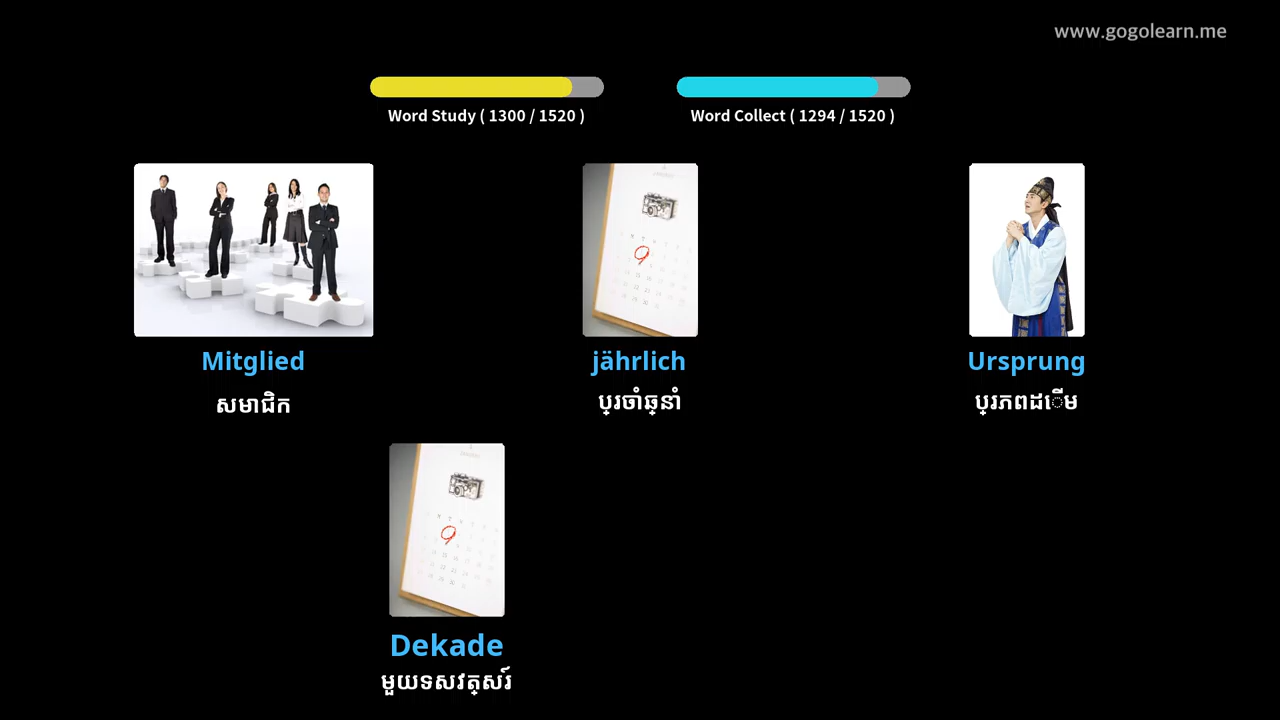 www.gogolearn.me
Word Study ( 1300 / 1520 )
Word Collect ( 1294 / 1520 )
Mitglied
jährlich
Ursprung
សមាជិក
ប្រចាំឆ្នាំ
ប្រភពដើម
9
Dekade
មួយទសវត្សរ៍
9